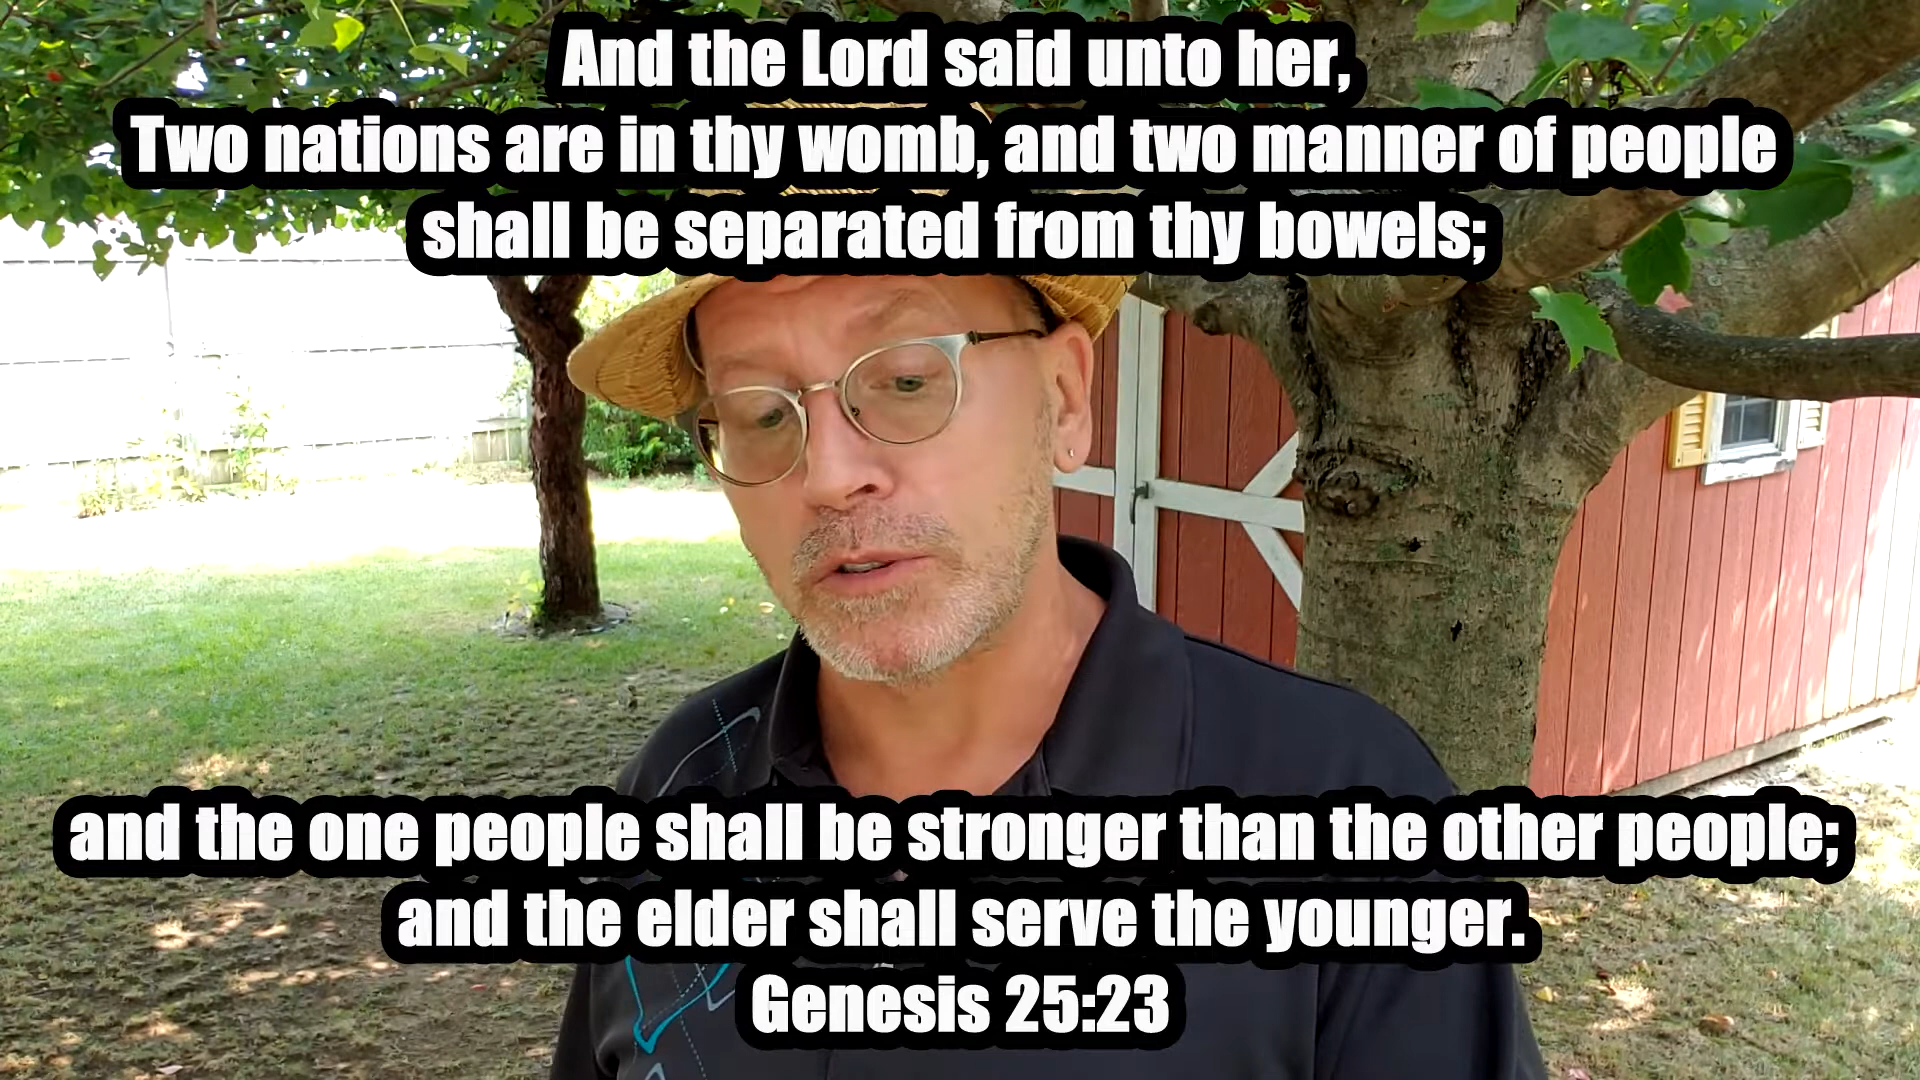 And the Lord said unto her,
Two nations are in thy womb, and two manner of people
shall be separated from thy bowels;
and the one people shall be stronger than the other people;
and the elder shall serve the younger.
Genesis 25:23